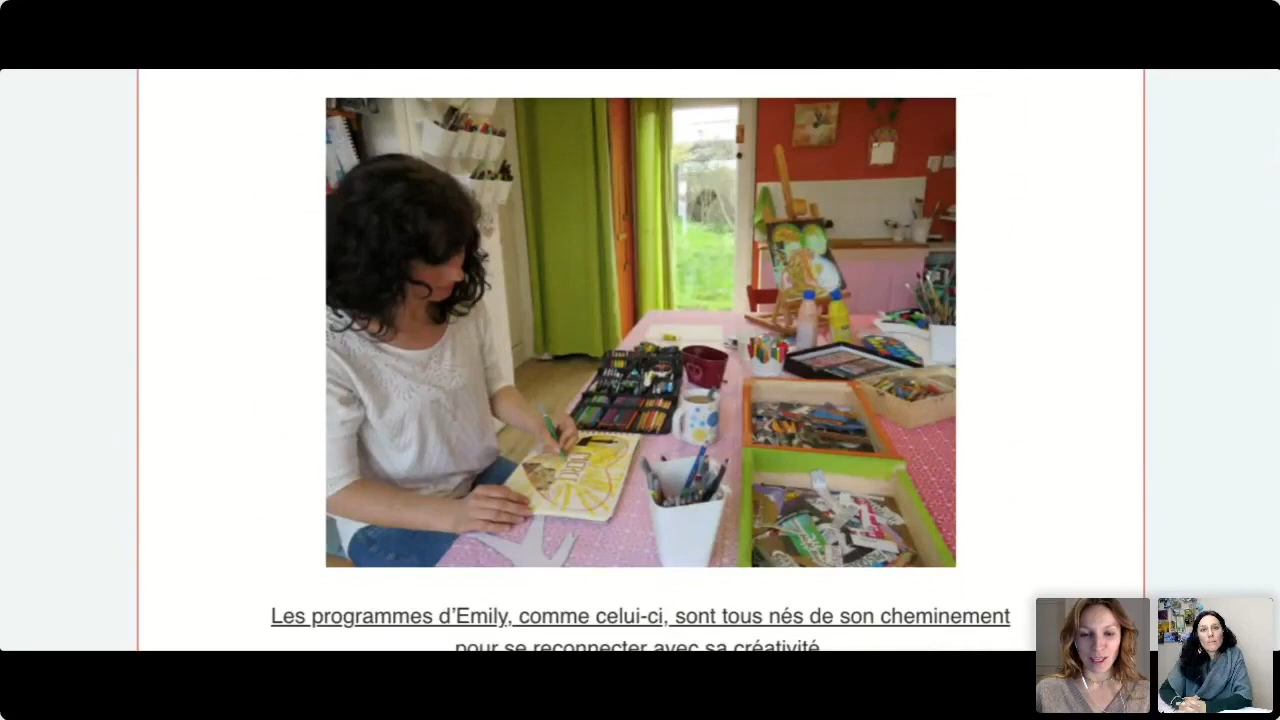 Les programmes d'Emily, comme celui-ci, sont tous nés de son cheminement
pour se reconnecter avec sa créativité